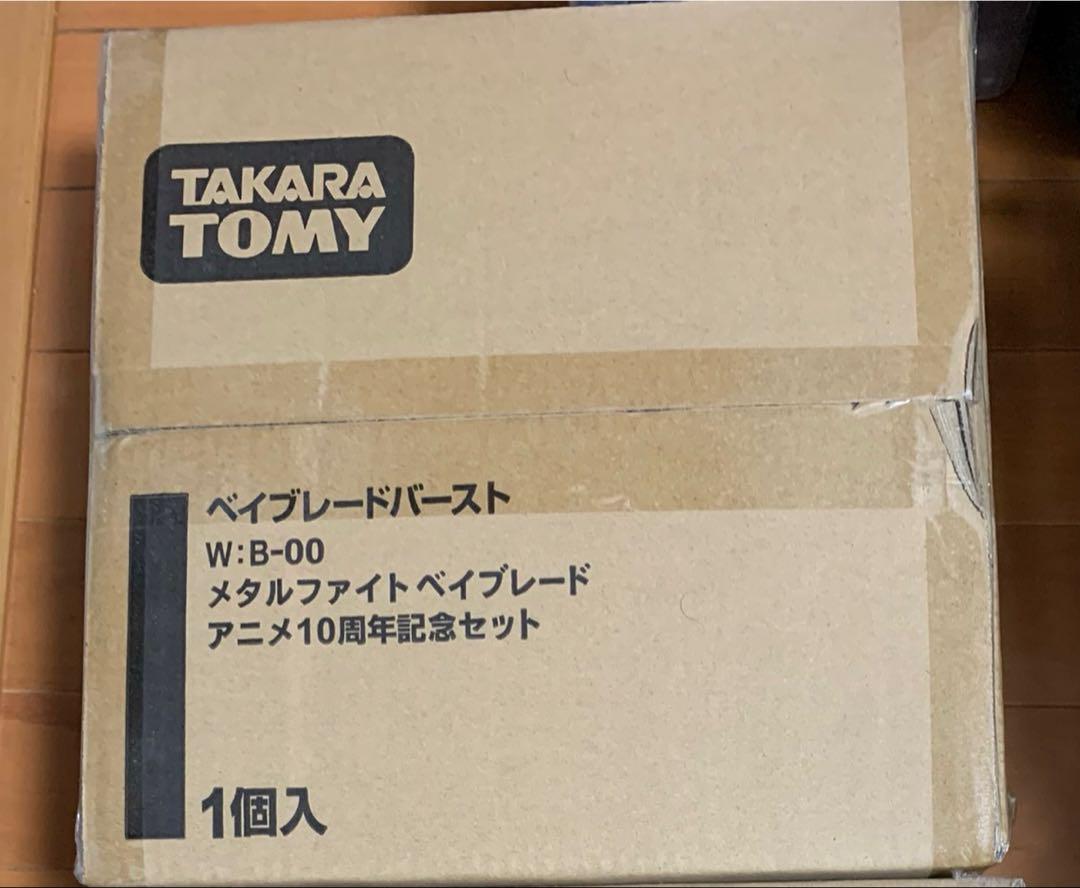 TAKARA
TOMY
ベイブレードバースト
W:B-00
メタルファイト ベイブレード
アニメ10周年記念セット
1個入